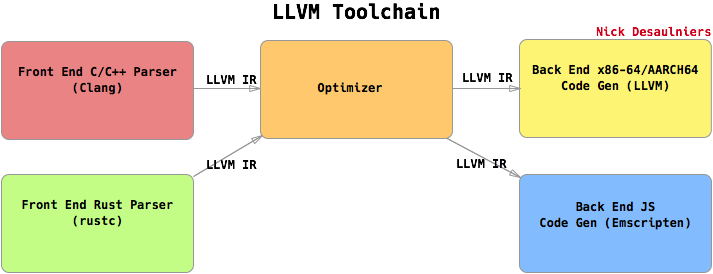 LLVM Toolchain
Nick Desaulniers
Front End C/C++ Parser
(Clang)
LLVM IR
Optimizer
LLVM IR
Back End x86-64/AARCH64
Code Gen (LLVM)
Front End Rust Parser
(rustc)
LLVM IR
LLVM IR
Back End JS
Code Gen (Emscripten)